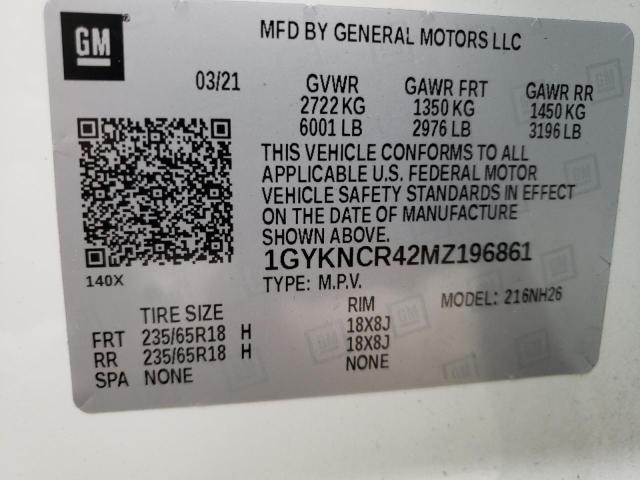 GM
MFD BY GENERAL MOTORS LLC
03/21 GVWR GAWR FRT GAWR RR
2722 KG 1350 KG 1450 KG
6001 LB 2976 LB 3196 LB
THIS VEHICLE CONFORMS TO ALL
APPLICABLE U.S. FEDERAL MOTOR
VEHICLE SAFETY STANDARDS IN EFFECT
ON THE DATE OF MANUFACTURE
SHOWN ABOVE.
1GYKNCR42MZ196861
140X
TYPE: M.P.V. MODEL: 216NH26
TIRE SIZE RIM
FRT 235/65R18 H 18X8J
RR 235/65R18 H 18X8J
SPA NONE NONE